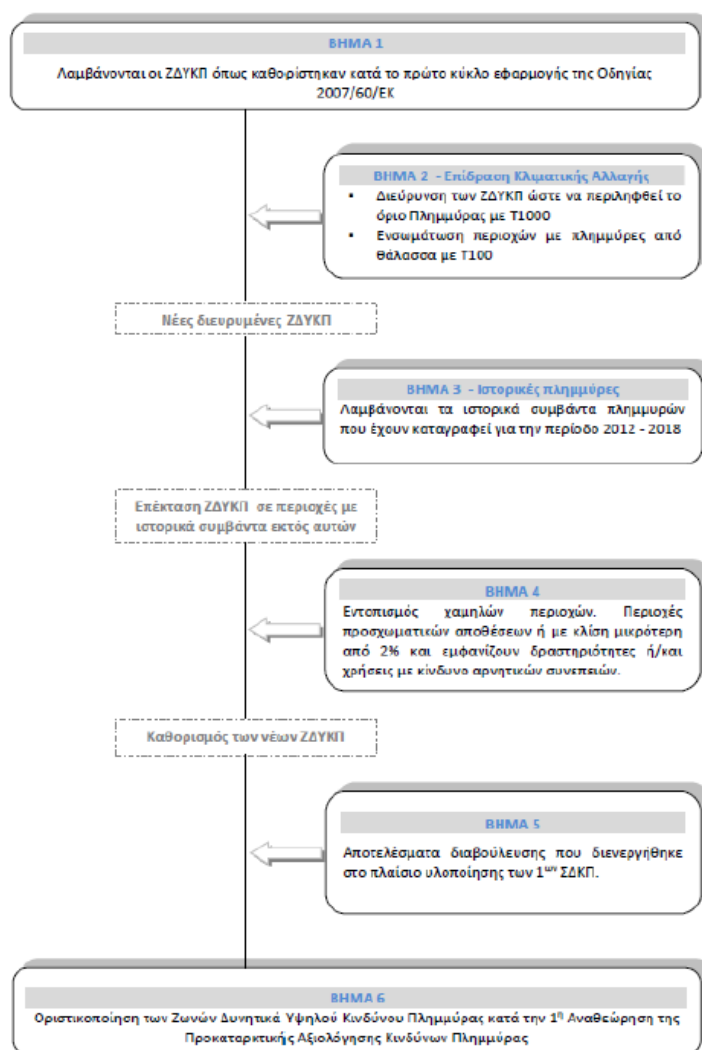 ΒΗΜΑ 1
Λαμβάνονται οι ΖΔΥΚΠ όπως καθορίστηκαν κατά το πρώτο κύκλο εφαρμογής της Οδηγίας
2007/60/ΕΚ
ΒΗΜΑ 2 - Επίδραση Κλιματικής Αλλαγής
▪ Διεύρυνση των ΖΔΥΚΠ ώστε να περιληφθεί το
όριο Πλημμύρας με Τ1000
▪ Ενσωμάτωση περιοχών με πλημμύρες από
θάλασσα με Τ100
Νέες διευρυμένες ΖΔΥΚΠ
ΒΗΜΑ 3 - Ιστορικές πλημμύρες
Λαμβάνονται τα ιστορικά συμβάντα πλημμυρών
που έχουν καταγραφεί για την περίοδο 2012 - 2018
Επέκταση ΖΔΥΚΠ σε περιοχές με
ιστορικά συμβάντα εκτός αυτών
ΒΗΜΑ 4
Εντοπισμός χαμηλών περιοχών. Περιοχές
προσχωματικών αποθέσεων ή με κλίση μικρότερη
από 2% και εμφανίζουν δραστηριότητες ή/και
χρήσεις με κίνδυνο αρνητικών συνεπειών.
Καθορισμός των νέων ΖΔΥΚΠ
ΒΗΜΑ 5
Αποτελέσματα διαβούλευσης που διενεργήθηκε
στο πλαίσιο υλοποίησης των 1ων ΣΔΚΠ.
ΒΗΜΑ 6
Οριστικοποίηση των Ζωνών Δυνητικά Υψηλού Κινδύνου Πλημμύρας κατά την 1η Αναθεώρηση της
Προκαταρκτικής Αξιολόγησης Κινδύνων Πλημμύρας